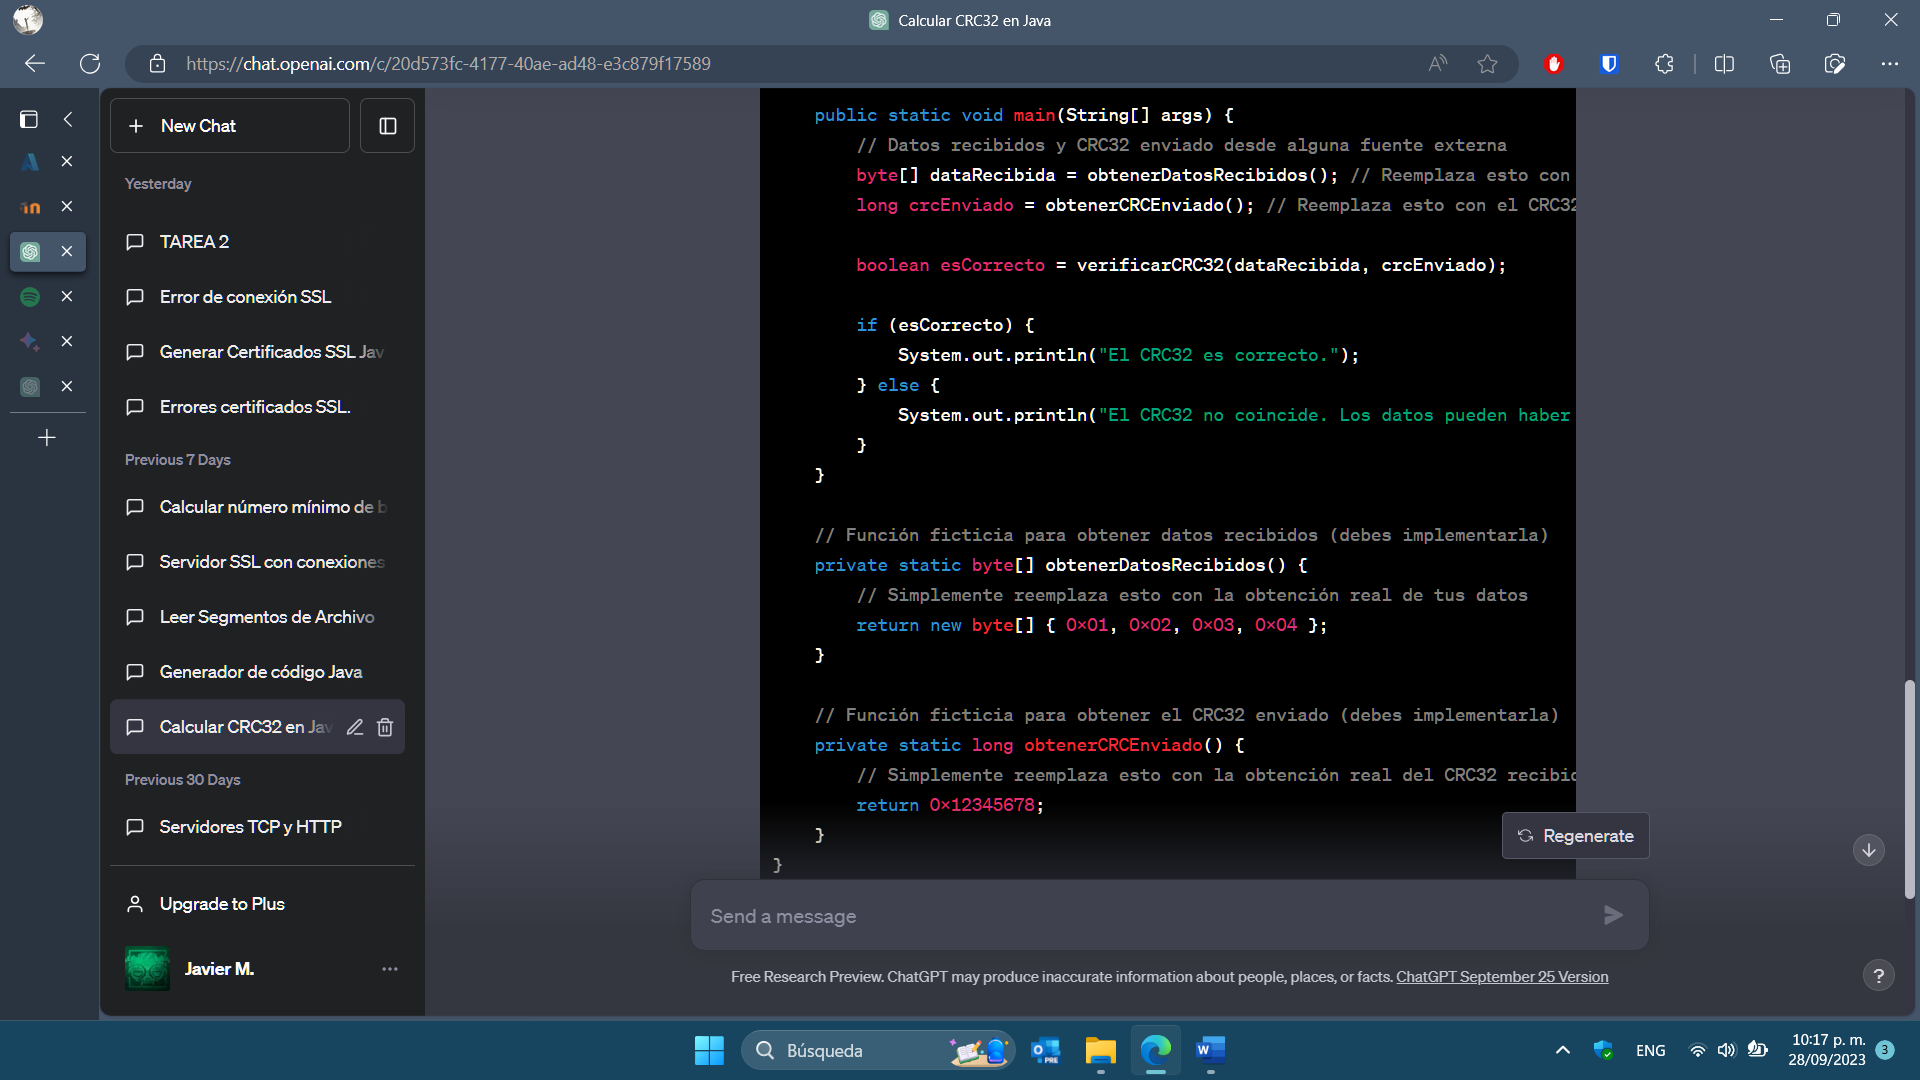 Calcular CRC32 en Java
https://chat.openai.com/c/20d573fc-4177-40ae-ad48-e3c879f17589
New Chat
Yesterday
TAREA 2
Error de conexión SSL
Generar Certificados SSL Jav
Errores certificados SSL.
Previous 7 Days
Calcular número mínimo de b
Servidor SSL con conexiones
Leer Segmentos de Archivo
Generador de código Java
Calcular CRC32 en Jav
Previous 30 Days
Servidores TCP y HTTP
Upgrade to Plus
Javier M.
public static void main(String[] args) {
// Datos recibidos y CRC32 enviado desde alguna fuente externa
byte[] dataRecibida = obtenerDatosRecibidos(); // Reemplaza esto con
long crcEnviado = obtenerCRCEnviado(); // Reemplaza esto con el CRC32
boolean esCorrecto = verificarCRC32(dataRecibida, crcEnviado);
if (esCorrecto) {
System.out.println("El CRC32 es correcto.");
} else {
System.out.println("El CRC32 no coincide. Los datos pueden haber
}
}
// Función ficticia para obtener datos recibidos (debes implementarla)
private static byte[] obtenerDatosRecibidos() {
// Simplemente reemplaza esto con la obtención real de tus datos
return new byte[] { 0x01, 0x02, 0x03, 0x04 };
}
// Función ficticia para obtener el CRC32 enviado (debes implementarla)
private static long obtenerCRCEnviado() {
// Simplemente reemplaza esto con la obtención real del CRC32 recibid
return 0x12345678;
}
}
Regenerate
Send a message
Free Research Preview. ChatGPT may produce inaccurate information about people, places, or facts. ChatGPT September 25 Version
?
Búsqueda
ENG
10:17 p. m.
28/09/2023
3